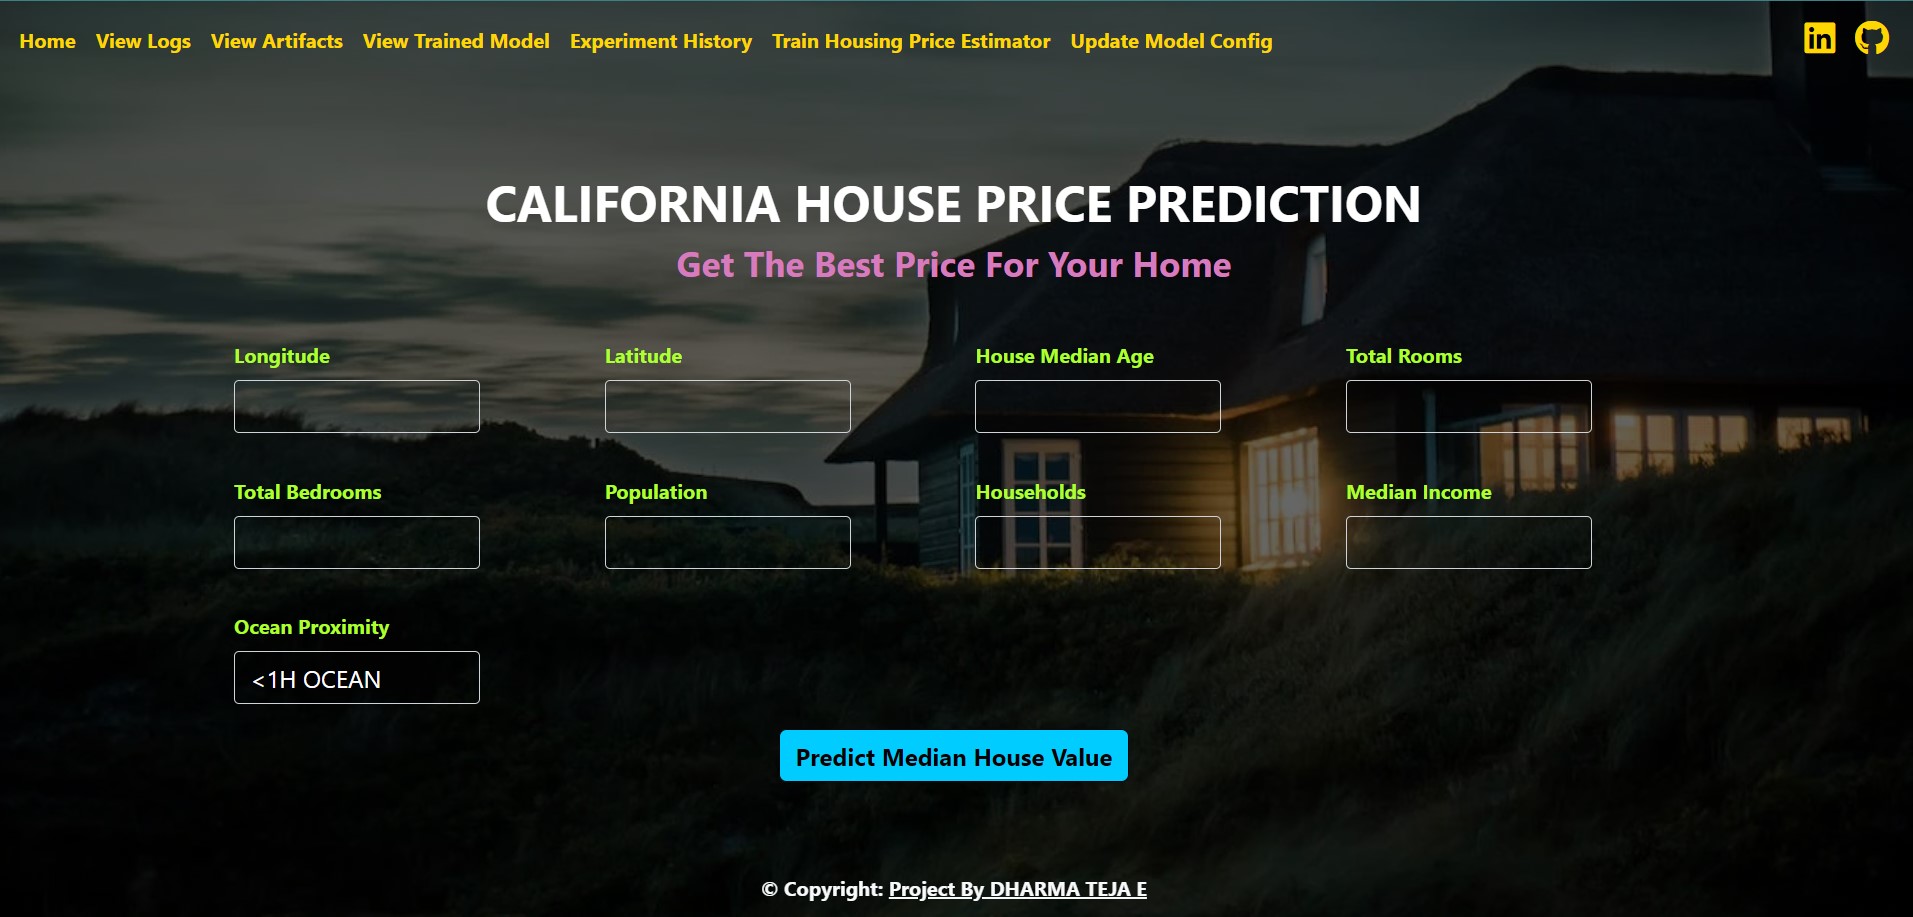 Home View Logs View Artifacts View Trained Model Experiment History Train Housing Price Estimator Update Model Config in
CALIFORNIA HOUSE PRICE PREDICTION
Get The Best Price For Your Home
Longitude Latitude House Median Age Total Rooms
Total Bedrooms Population Households Median Income
Ocean Proximity
<1H OCEAN
Predict Median House Value
© Copyright: Project By DHARMA TEJA E